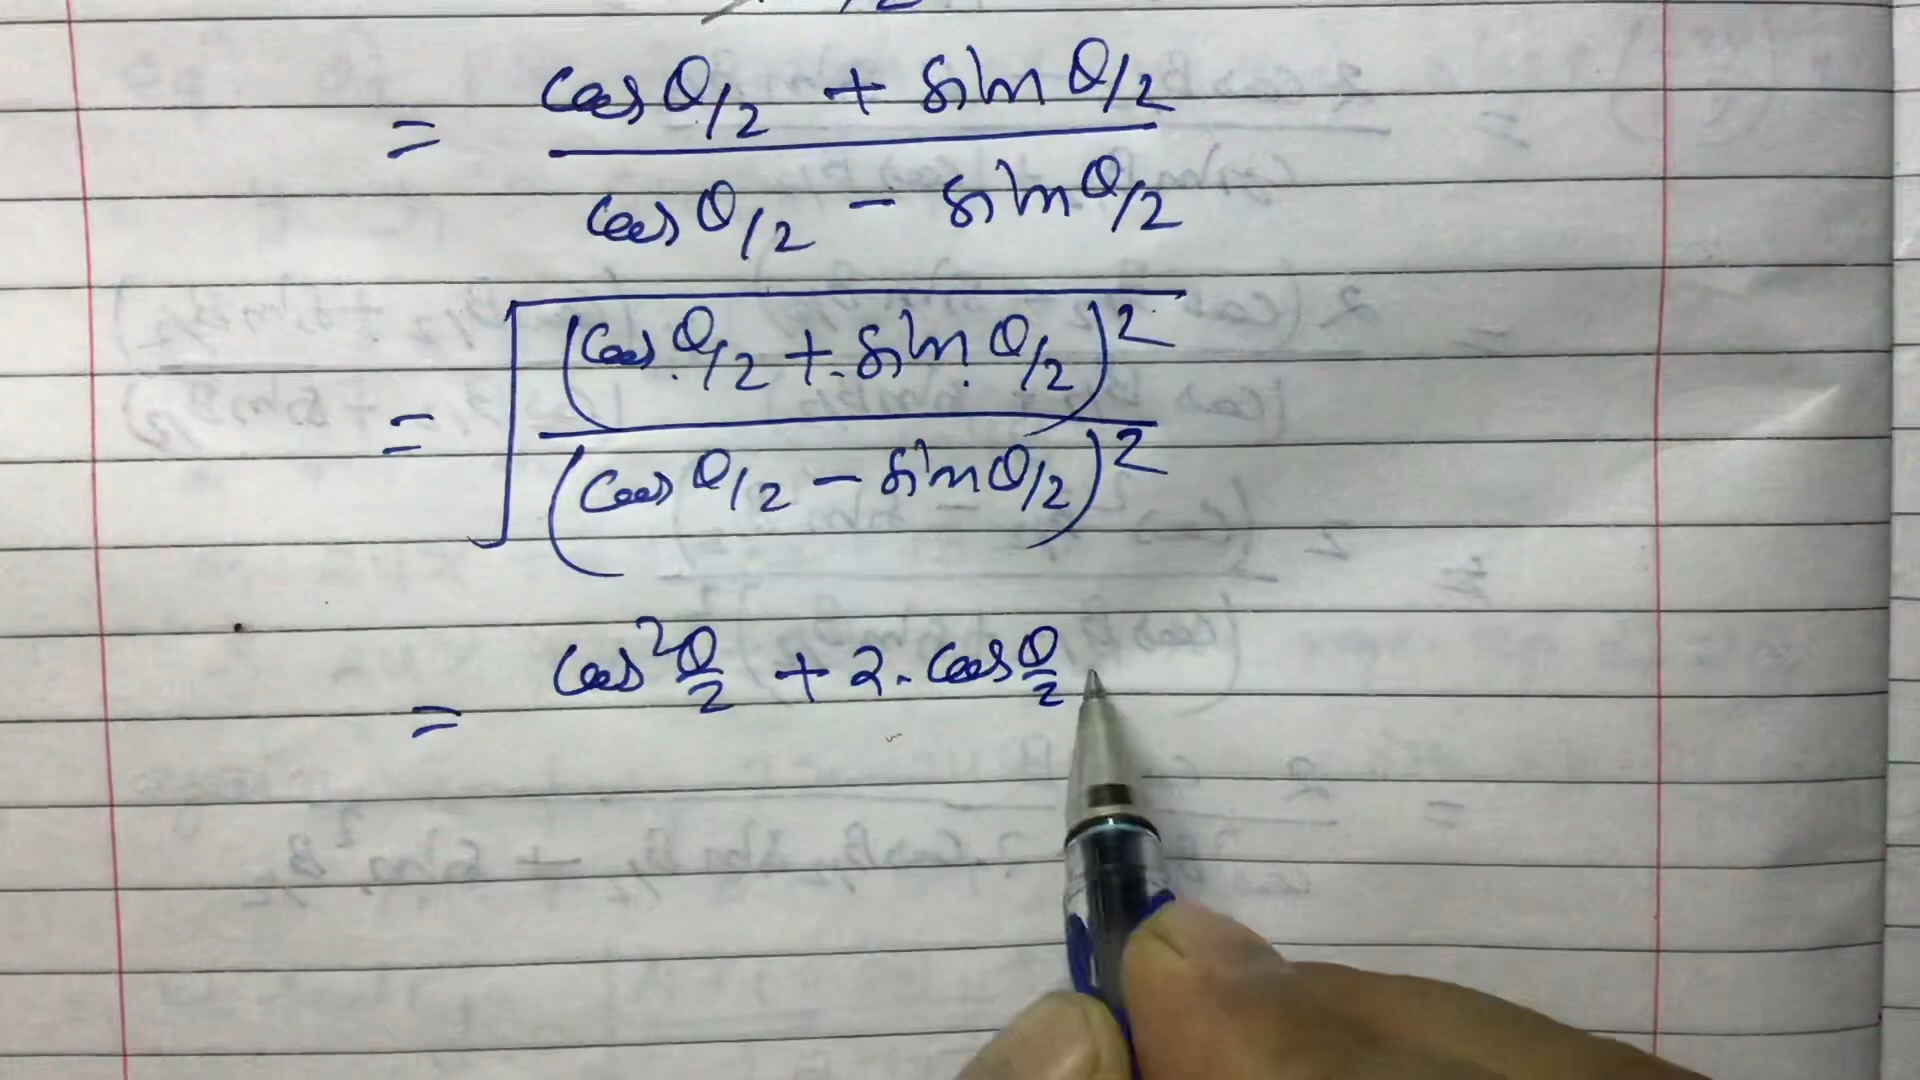 = cos θ/2 + sin θ/2
cos θ/2 - sin θ/2
= √ (cos θ/2 + sin θ/2)²
(cos θ/2 - sin θ/2)²
= cos² θ/2 + 2. cos θ/2